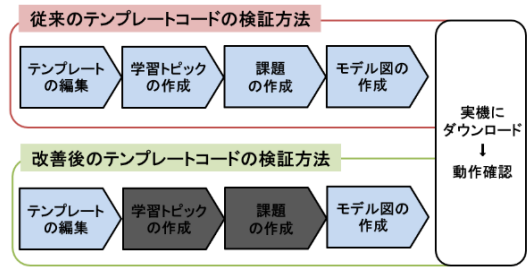 従来のテンプレートコードの検証方法
テンプレート
の編集
学習トピック
の作成
課題
の作成
モデル図の
作成
改善後のテンプレートコードの検証方法
テンプレート
の編集
学習トピック
の作成
課題
の作成
モデル図の
作成
実機に
ダウンロード
↓
動作確認